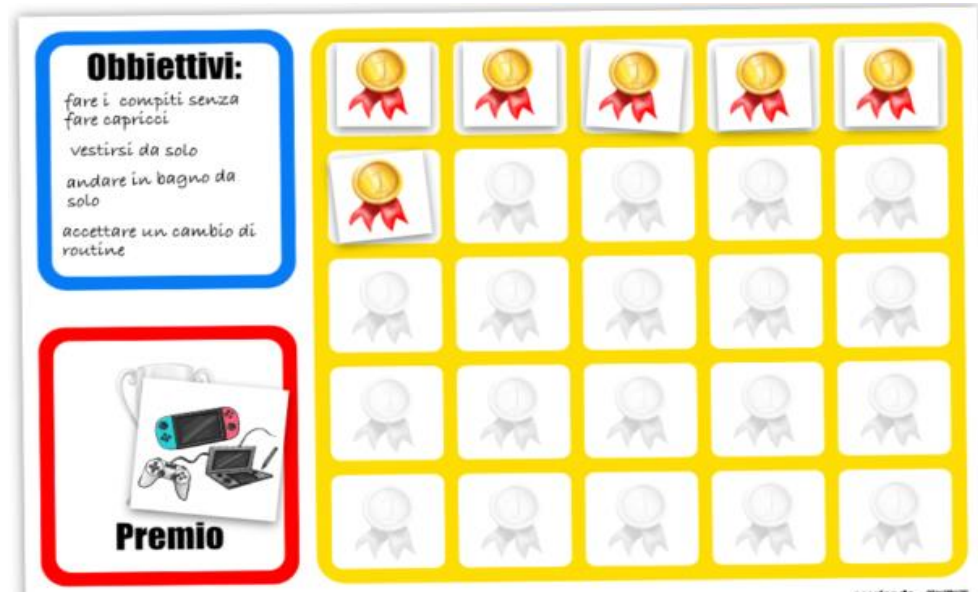 Obbiettivi:
fare i compiti senza
fare capricci
vestirsi da solo
andare in bagno da
solo
accettare un cambio di
routine
Premio